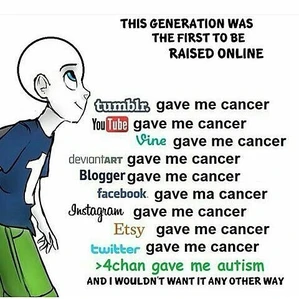 THIS GENERATION WAS
THE FIRST TO BE
RAISED ONLINE
tumblr. gave me cancer
YouTube gave me cancer
Vine gave me cancer
deviantART gave me cancer
Blogger gave me cancer
facebook. gave ma cancer
Instagram gave me cancer
Etsy gave me cancer
twitter gave me cancer
>4chan gave me autism
AND I WOULDN'T WANT IT ANY OTHER WAY
1